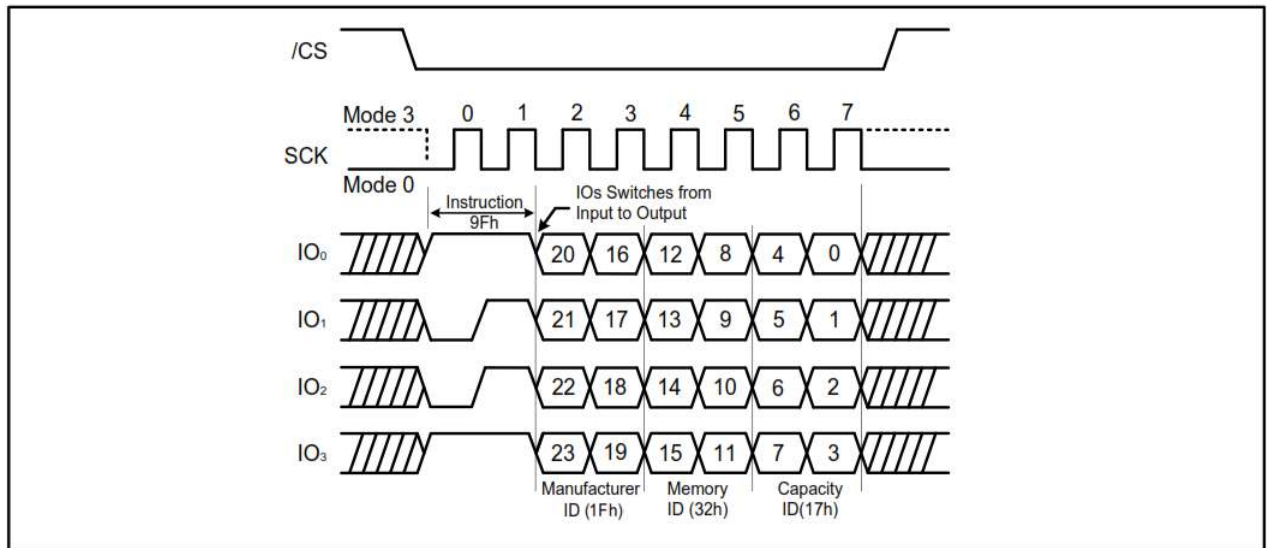 /CS
Mode 3 0 1 2 3 4 5 6 7
SCK
Mode 0
Instruction
9Fh
IOs Switches from
Input to Output
IO₀ 20 16 12 8 4 0
IO₁ 21 17 13 9 5 1
IO₂ 22 18 14 10 6 2
IO₃ 23 19 15 11 7 3
Manufacturer
ID (1Fh)
Memory
ID (32h)
Capacity
ID(17h)